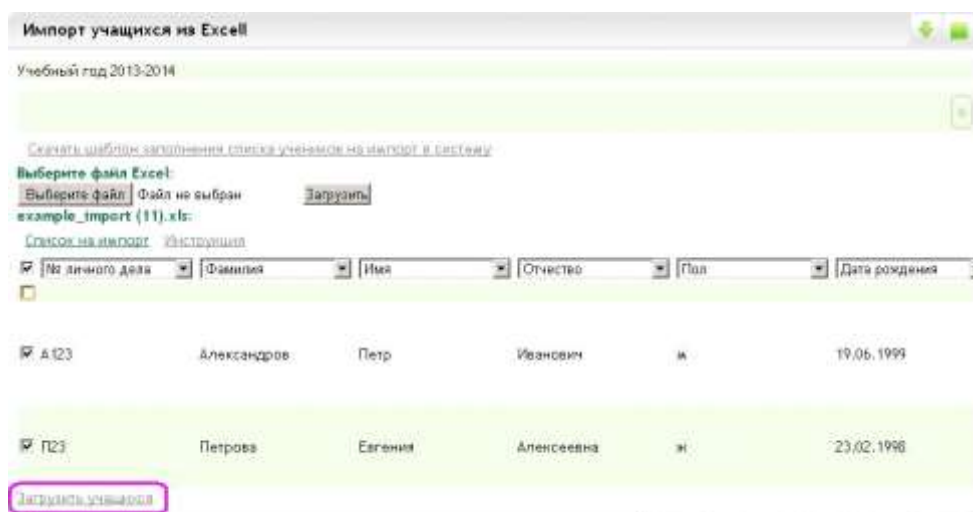 Импорт учащихся из Excell
Учебный год 2013-2014
Скачать шаблон заполнения списка учеников на импорт в систему
Выберите файл Excel:
Выберите файл Файл не выбран Загрузить
example_import (11).xls:
Список на импорт Инструкция
№ личного дела Фамилия Имя Отчество Пол Дата рождения
А123 Александров Петр Иванович м 19.06.1999
П23 Петрова Евгения Алексеевна ж 23.02.1998
Загрузить учащихся